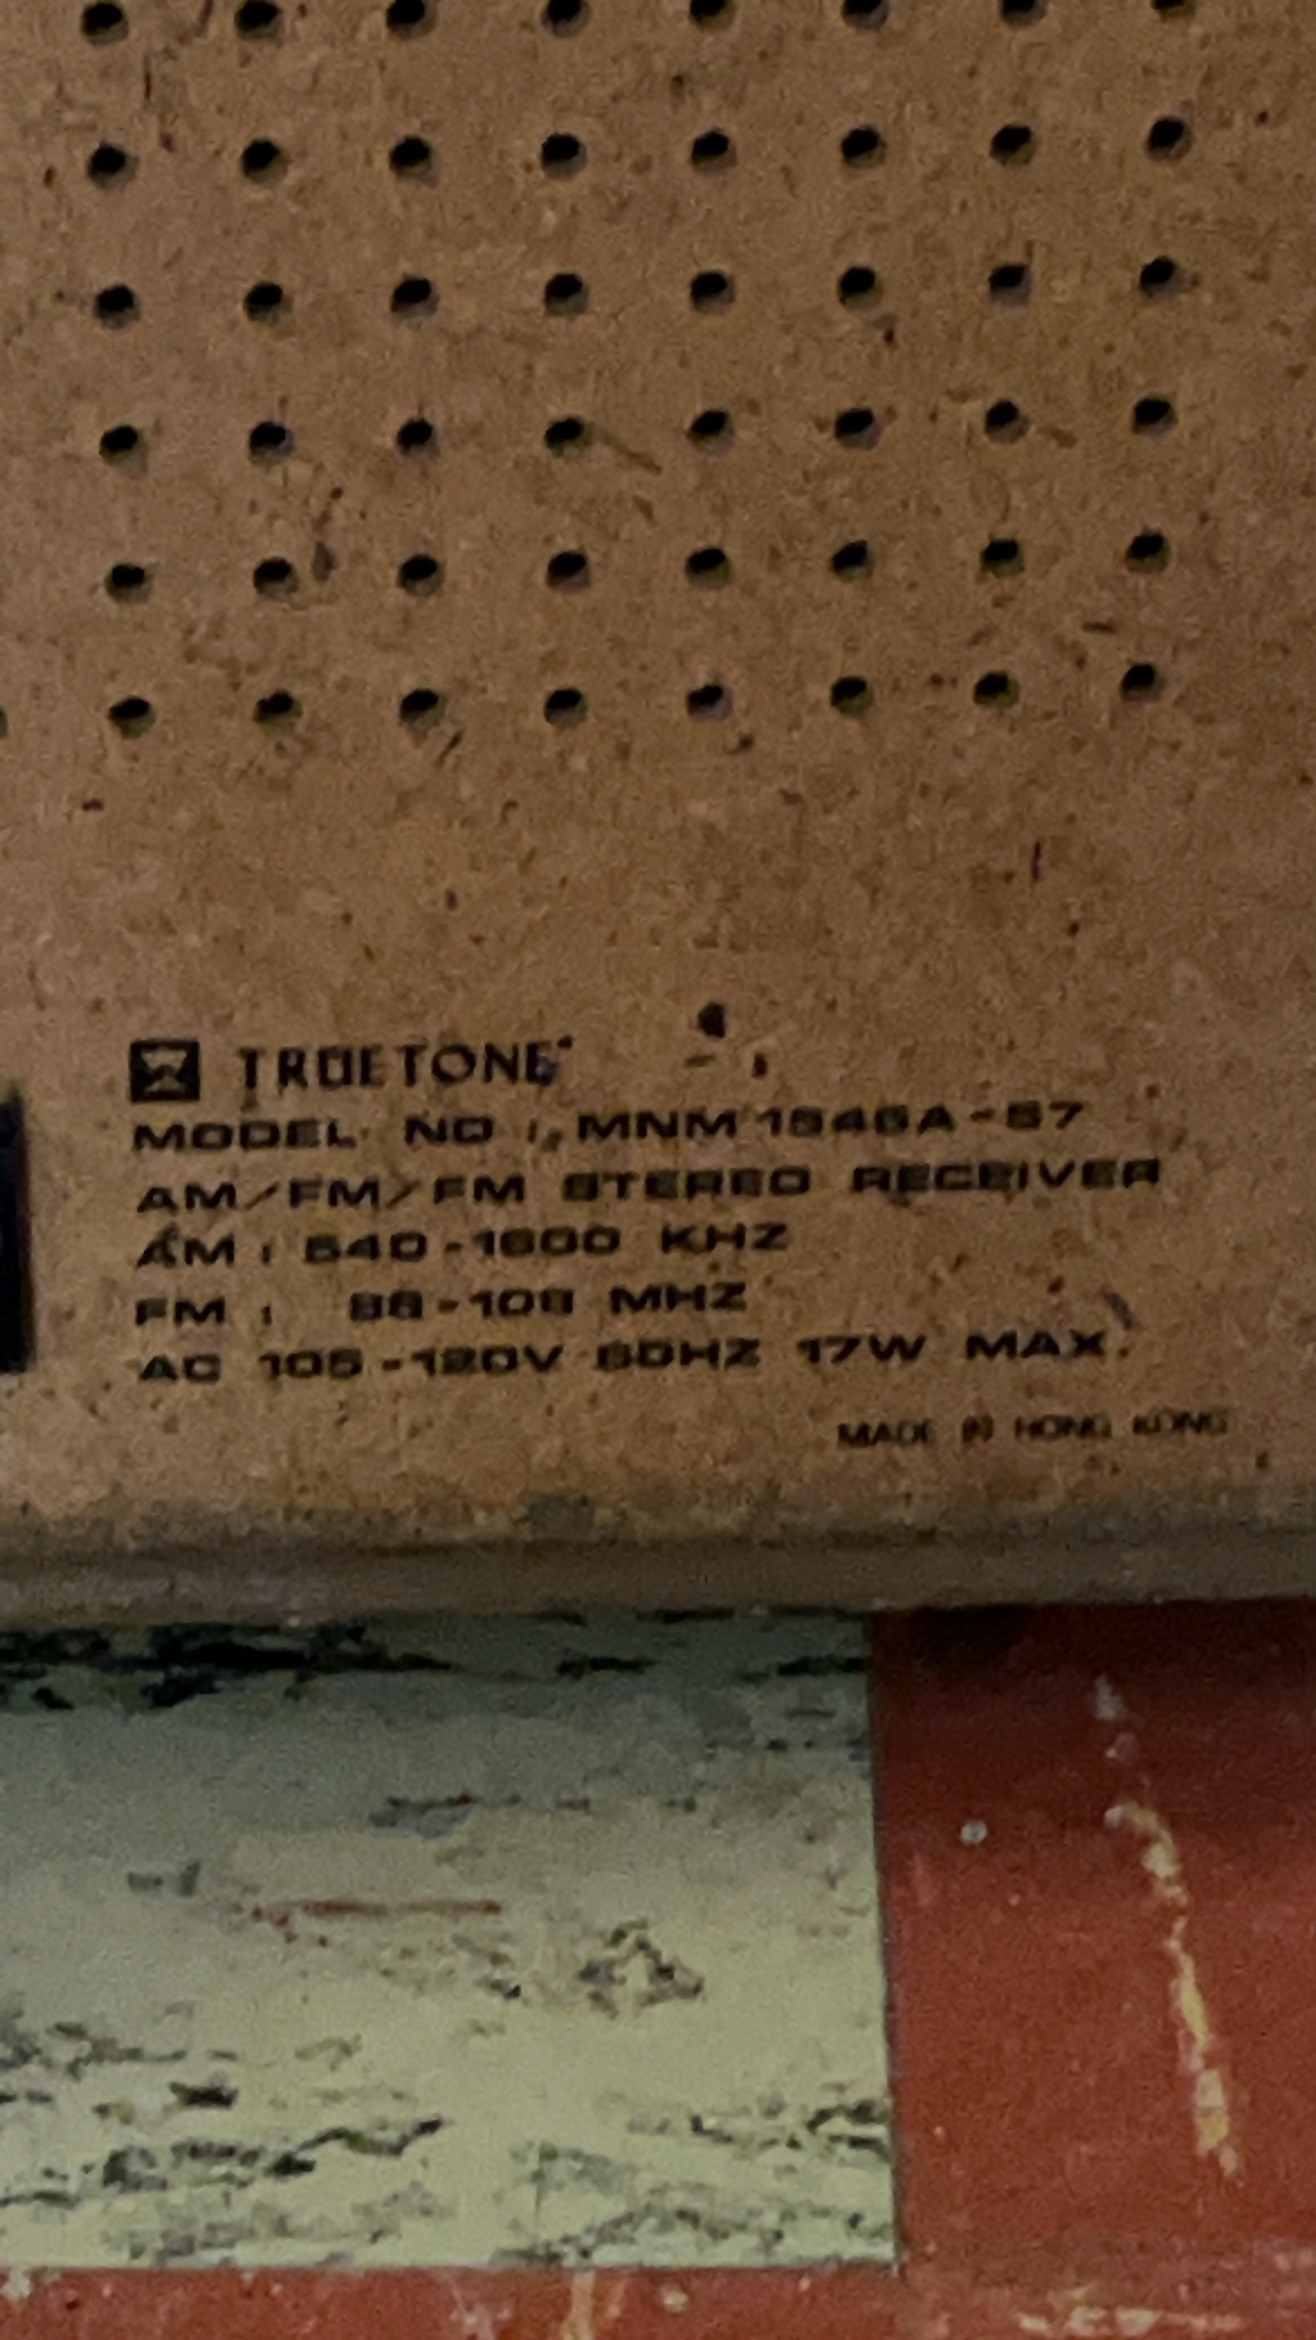 TRUETONE
MODEL NO : MNM 1546A-57
AM/FM/FM STEREO RECEIVER
AM : 540-1600 KHZ
FM : 88-108 MHZ
AC 105-120V 60HZ 17W MAX.
MADE IN HONG KONG